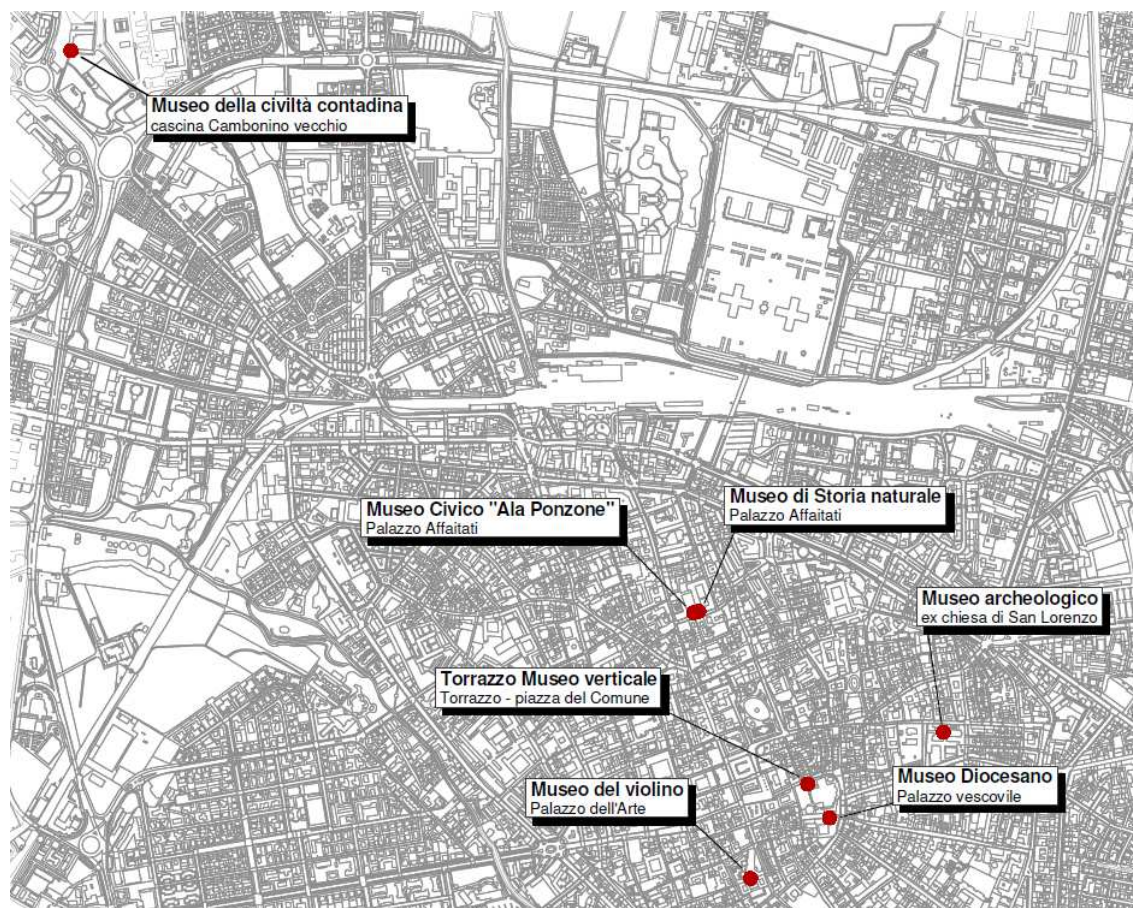 Museo della civiltà contadina
cascina Cambonino vecchio
Museo Civico "Ala Ponzone"
Palazzo Affaitati
Museo di Storia naturale
Palazzo Affaitati
Museo archeologico
ex chiesa di San Lorenzo
Torrazzo Museo verticale
Torrazzo - piazza del Comune
Museo del violino
Palazzo dell'Arte
Museo Diocesano
Palazzo vescovile